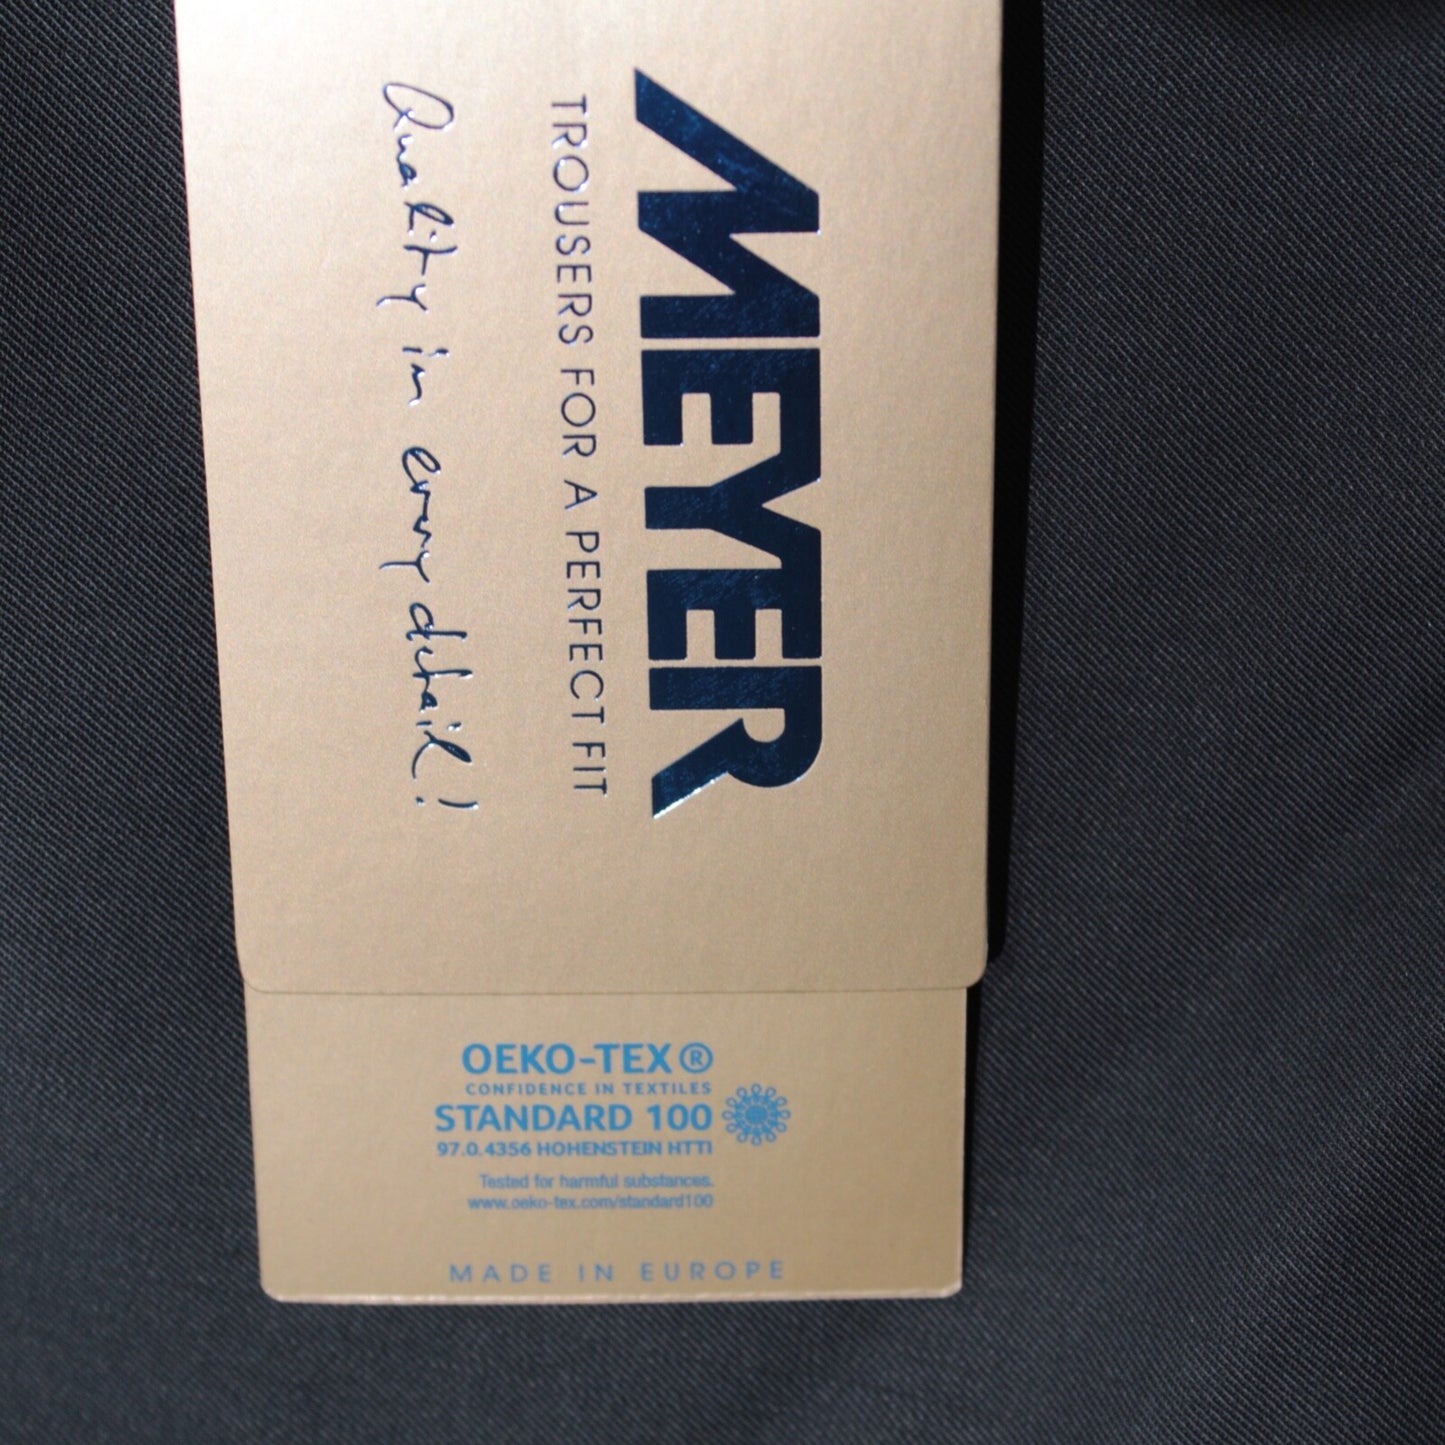 MEYER
TROUSERS FOR A PERFECT FIT
Quality in every detail!
OEKO-TEX®
CONFIDENCE IN TEXTILES
STANDARD 100
97.0.4356 HOHENSTEIN HTTI
Tested for harmful substances.
www.oeko-tex.com/standard100
MADE IN EUROPE